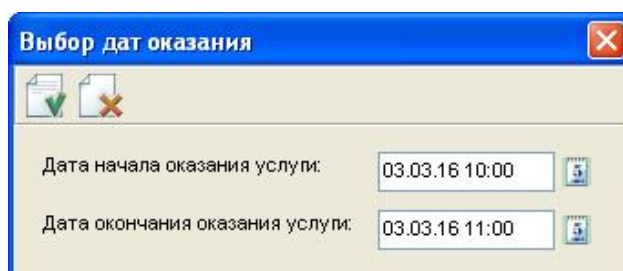 Выбор дат оказания
Дата начала оказания услуги: 03.03.16 10:00
Дата окончания оказания услуги: 03.03.16 11:00